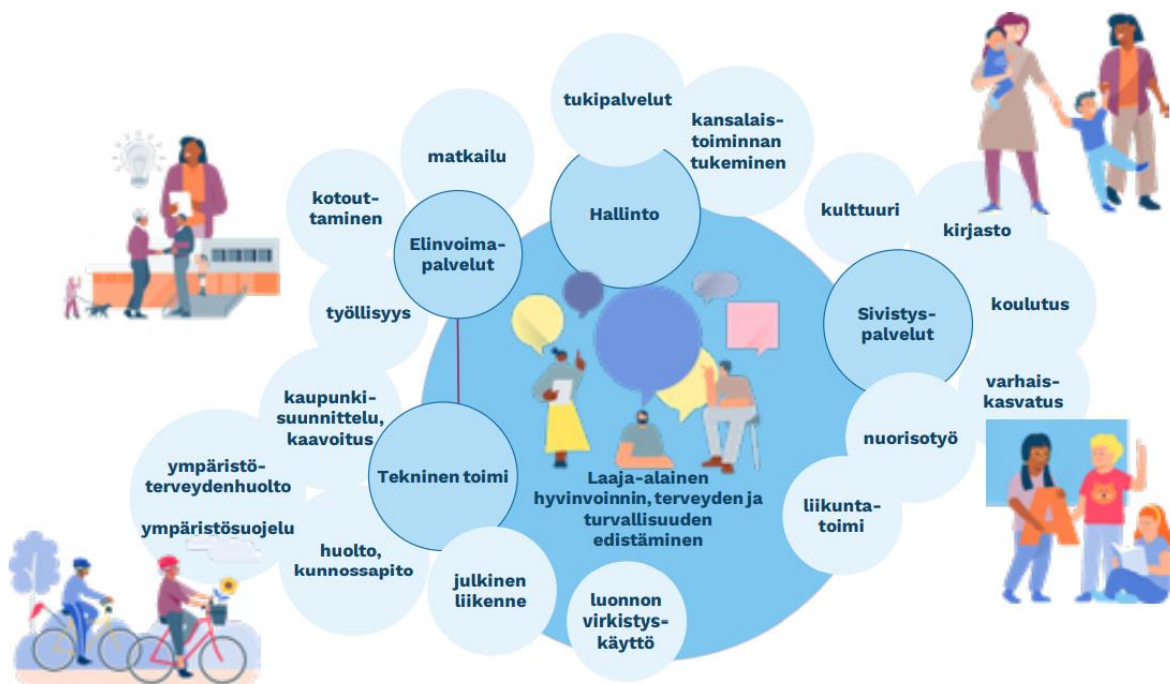 tukipalvelut
kansalais-
toiminnan
tukeminen
Hallinto
matkailu
kotout-
taminen
Elinvoima-
palvelut
työllisyys
kulttuuri
kirjasto
koulutus
Sivistys-
palvelut
varhais-
kasvatus
nuorisotyö
liikunta-
toimi
kaupunki-
suunnittelu,
kaavoitus
Tekninen toimi
ympäristö-
terveydenhuolto
ympäristösuojelu
huolto,
kunnossapito
julkinen
liikenne
luonnon
virkistys-
käyttö
Laaja-alainen
hyvinvoinnin, terveyden ja
turvallisuuden
edistäminen
A